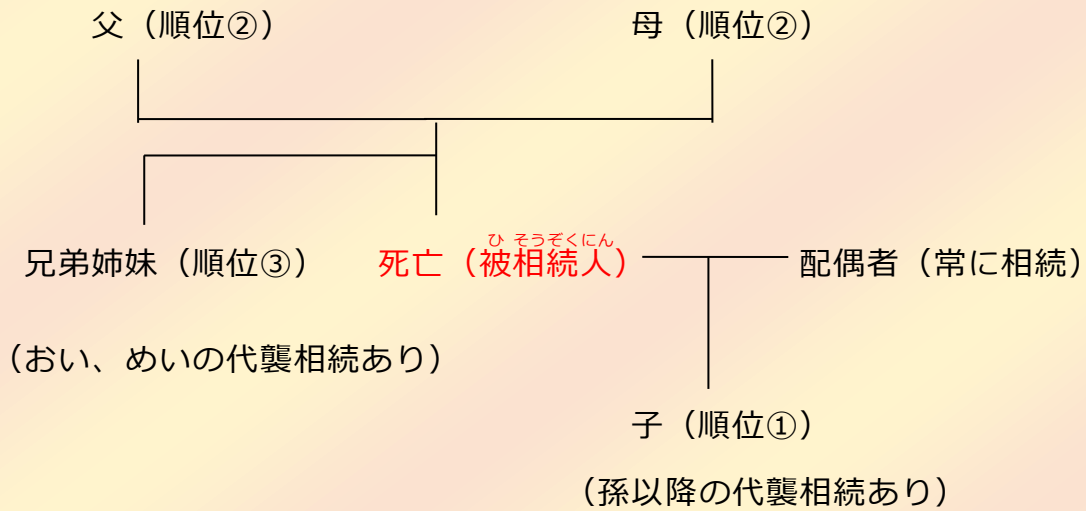 父（順位②）
母（順位②）
兄弟姉妹（順位③）
死亡（被相続人）
ひ そうぞくにん
配偶者（常に相続）
（おい、めいの代襲相続あり）
子（順位①）
（孫以降の代襲相続あり）